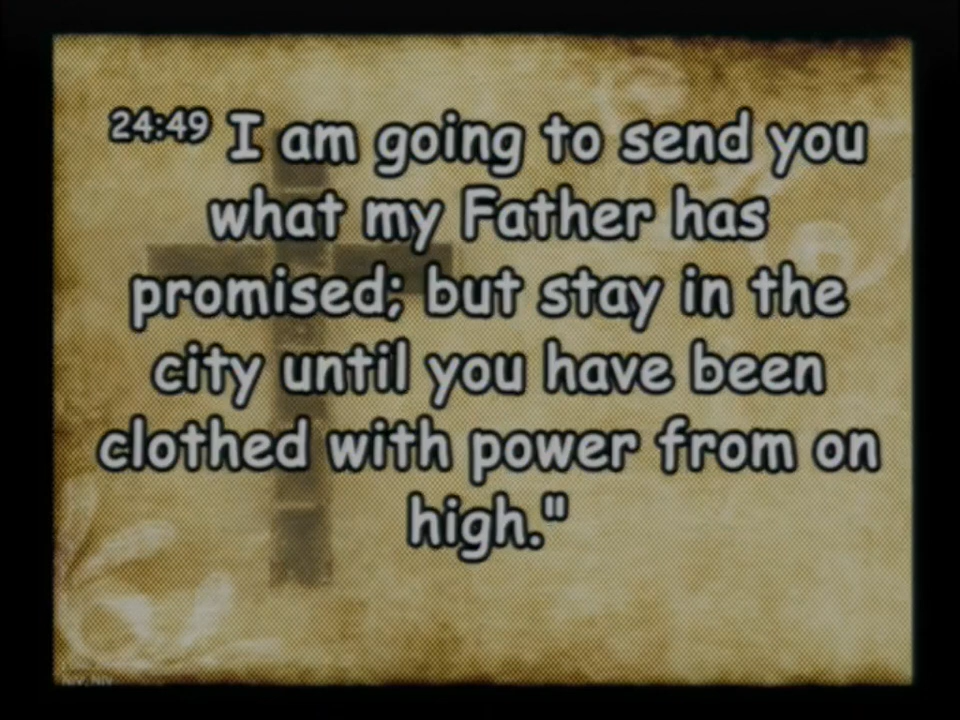 24:49 I am going to send you
what my Father has
promised; but stay in the
city until you have been
clothed with power from on
high."